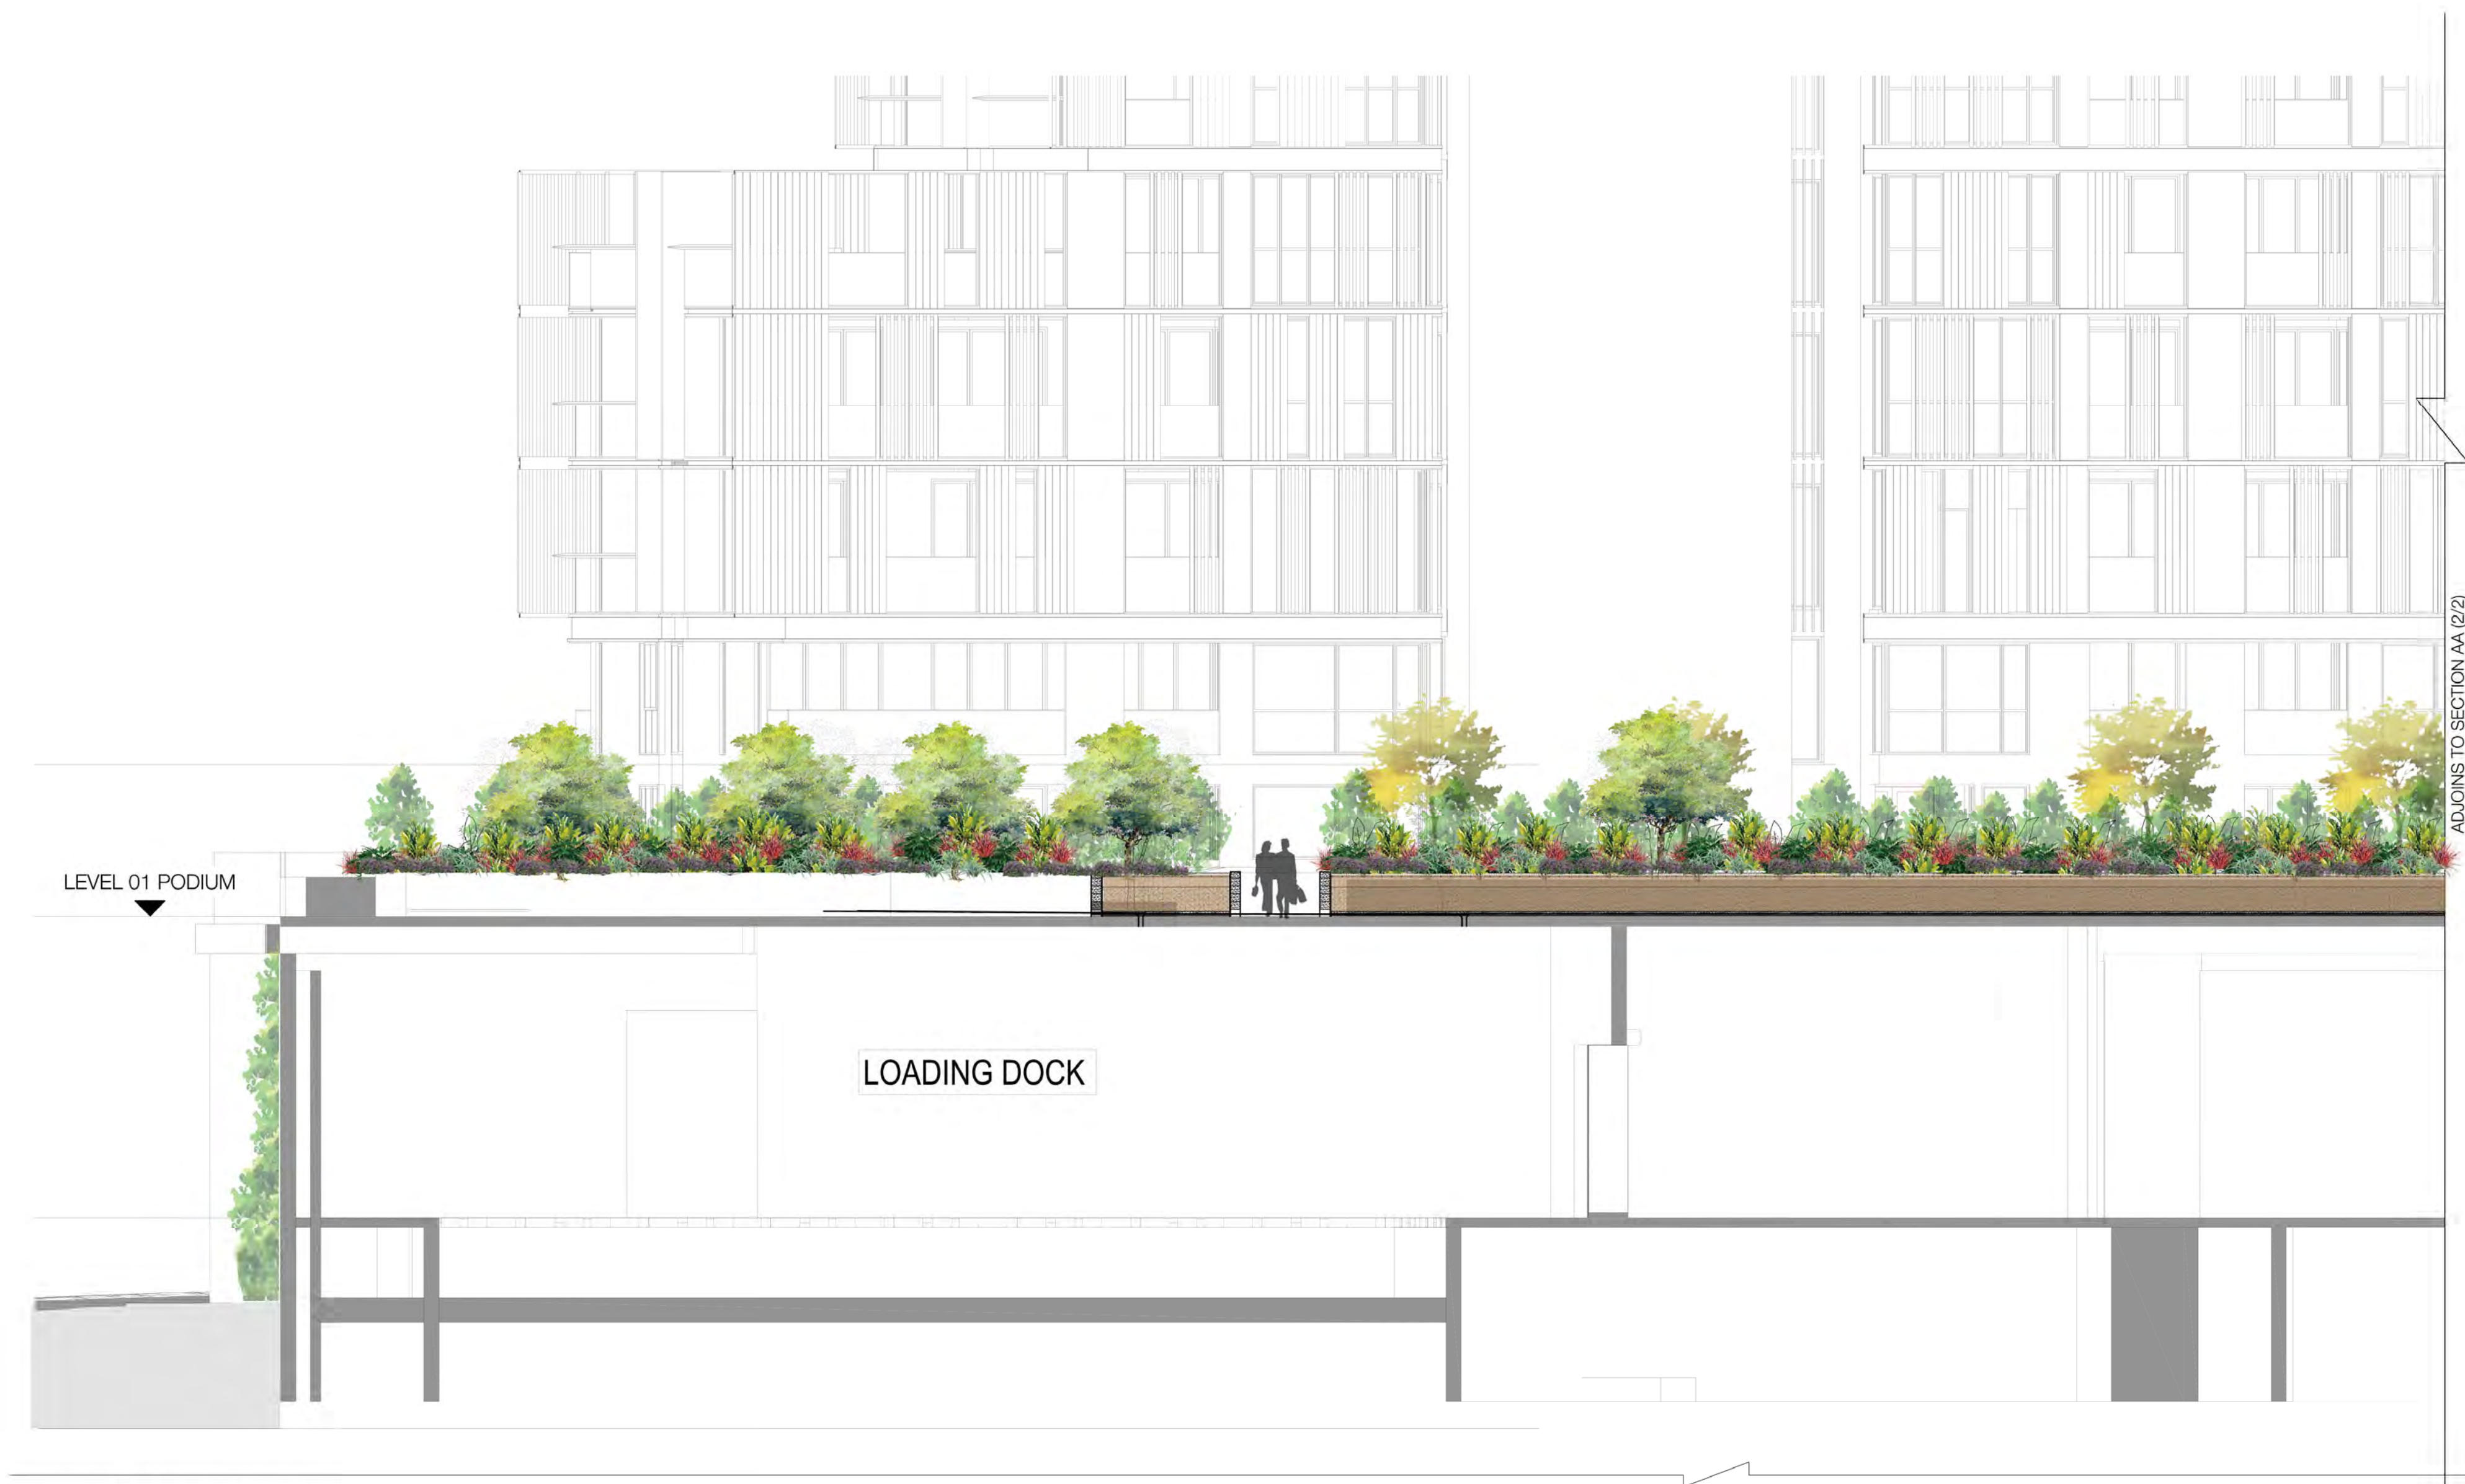 LEVEL 01 PODIUM
LOADING DOCK
ADJOINS TO SECTION AA (2/2)